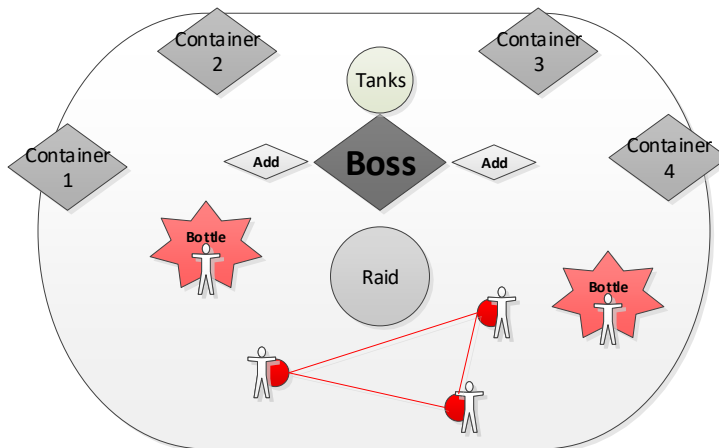 Container
2
Container
3
Tanks
Container
1
Add
Boss
Add
Container
4
Bottle
Raid
Bottle